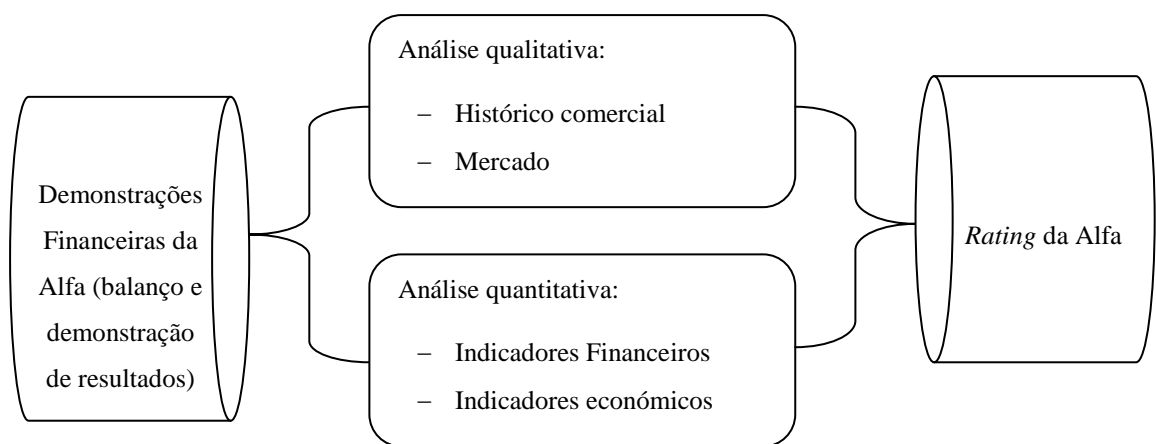 Demonstrações
Financeiras da
Alfa (balanço e
demonstração
de resultados)
Análise qualitativa:
– Histórico comercial
– Mercado
Análise quantitativa:
– Indicadores Financeiros
– Indicadores económicos
Rating da Alfa